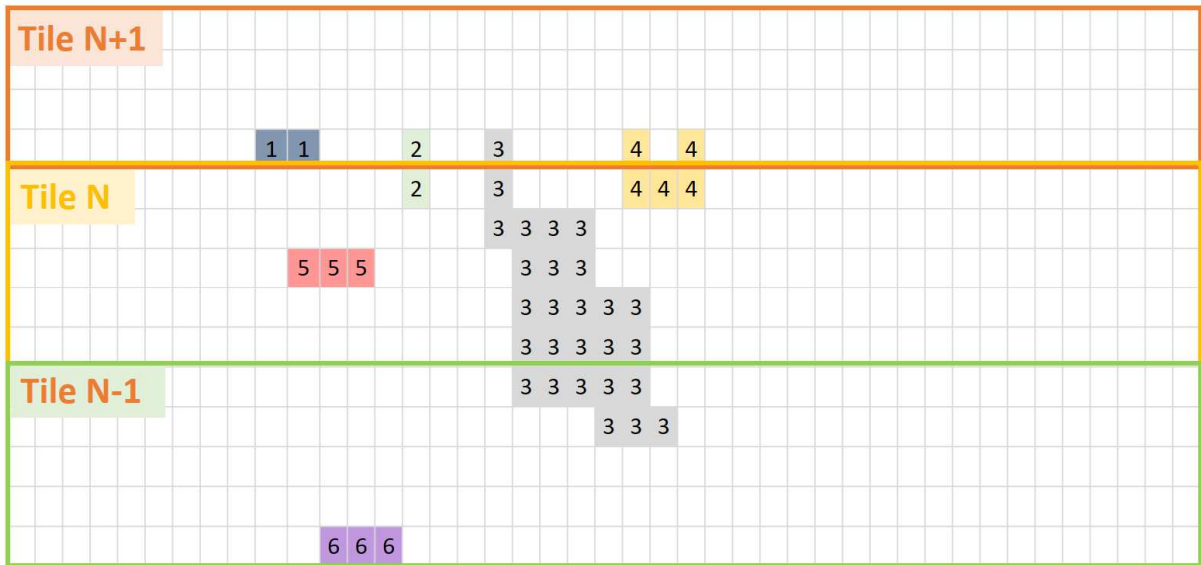 Tile N+1
1 1 2 3 4 4
Tile N
2 3 4 4 4
3 3 3 3
5 5 5 3 3 3
3 3 3 3 3
3 3 3 3 3
Tile N-1
3 3 3 3 3
3 3 3
6 6 6